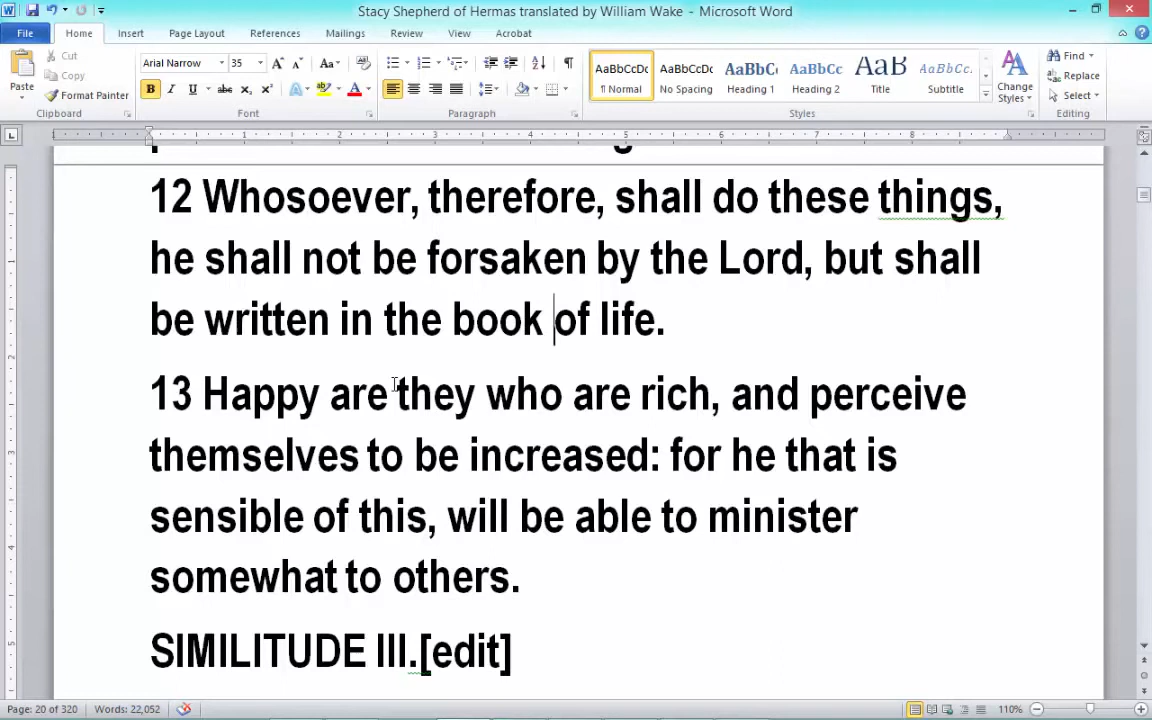 Stacy Shepherd of Hermas translated by William Wake - Microsoft Word
File Home Insert Page Layout References Mailings Review View Acrobat
Paste Cut Copy Format Painter
Arial Narrow 35
AaBbCcDc AaBbCcDc AaBbC AaBbCc AaB AaBbCc.
¶ Normal No Spacing Heading 1 Heading 2 Title Subtitle
Change Styles
Find Replace Select
Clipboard Font Paragraph Styles Editing
12 Whosoever, therefore, shall do these things,
he shall not be forsaken by the Lord, but shall
be written in the book of life.
13 Happy are they who are rich, and perceive
themselves to be increased: for he that is
sensible of this, will be able to minister
somewhat to others.
SIMILITUDE III.[edit]
Page: 20 of 320 Words: 22,052 110%